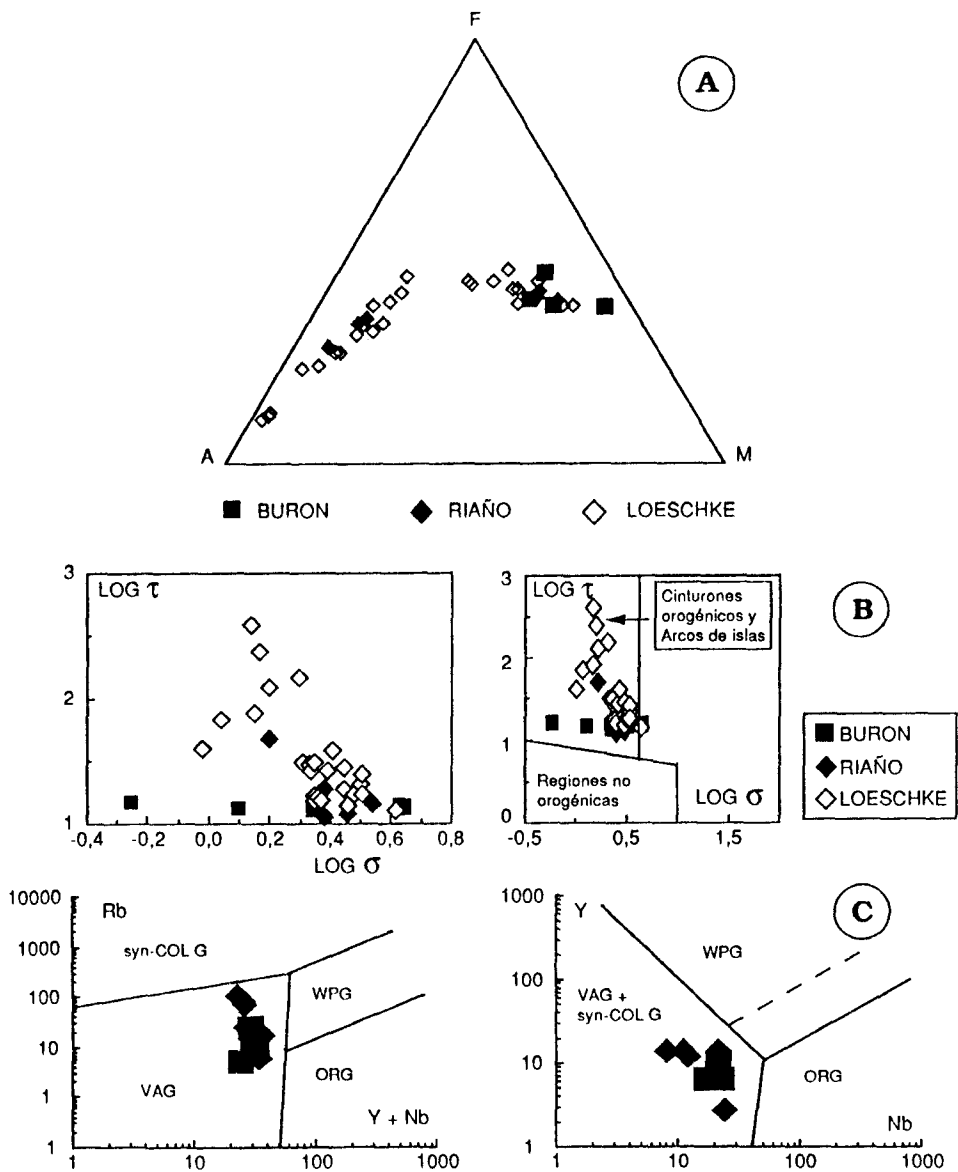 F
A
A
M
BURON
RIAÑO
LOESCHKE
3
LOG τ
2
1
-0,4
-0,2
0,0
0,2
0,4
0,6
0,8
LOG σ
3
LOG τ
Cinturones
orogénicos y
Arcos de islas
2
1
Regiones no
orogénicas
LOG σ
0
-0,5
0,5
1,5
B
BURON
RIAÑO
LOESCHKE
10000
Rb
1000
syn-COL G
WPG
100
10
VAG
ORG
1
Y + Nb
1
10
100
1000
1000
Y
C
WPG
100
VAG +
syn-COL G
10
ORG
1
Nb
1
10
100
1000